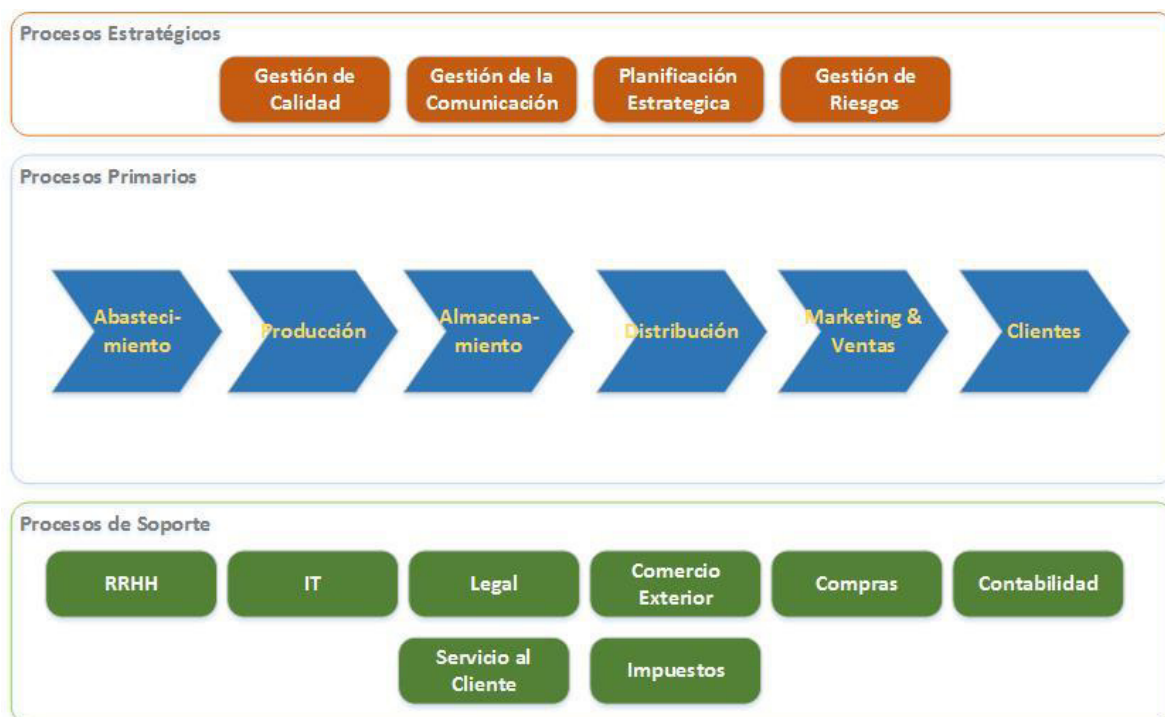 Procesos Estratégicos
Gestión de
Calidad
Gestión de la
Comunicación
Planificación
Estrategica
Gestión de
Riesgos
Procesos Primarios
Abasteci-
miento
Producción
Almacena-
miento
Distribución
Marketing &
Ventas
Clientes
Procesos de Soporte
RRHH
IT
Legal
Comercio
Exterior
Compras
Contabilidad
Servicio al
Cliente
Impuestos